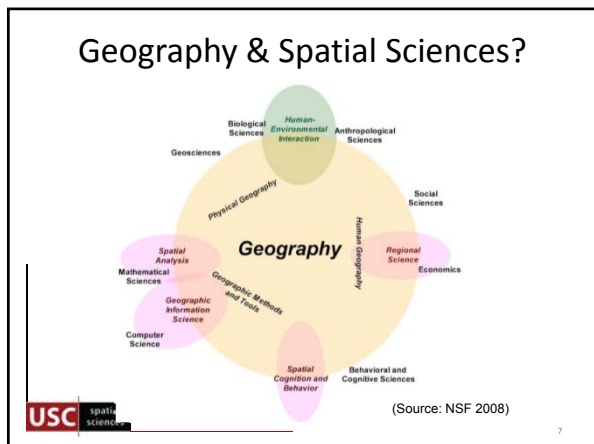 Geography & Spatial Sciences?
Human-
Environmental
Interaction
Biological
Sciences
Anthropological
Sciences
Geosciences
Physical Geography
Social
Sciences
Human Geography
Geography
Regional
Science
Economics
Spatial
Analysis
Mathematical
Sciences
Geographic Methods
and Tools
Geographic
Information
Science
Computer
Science
Spatial
Cognition and
Behavior
Behavioral and
Cognitive Sciences
(Source: NSF 2008)
USC
7